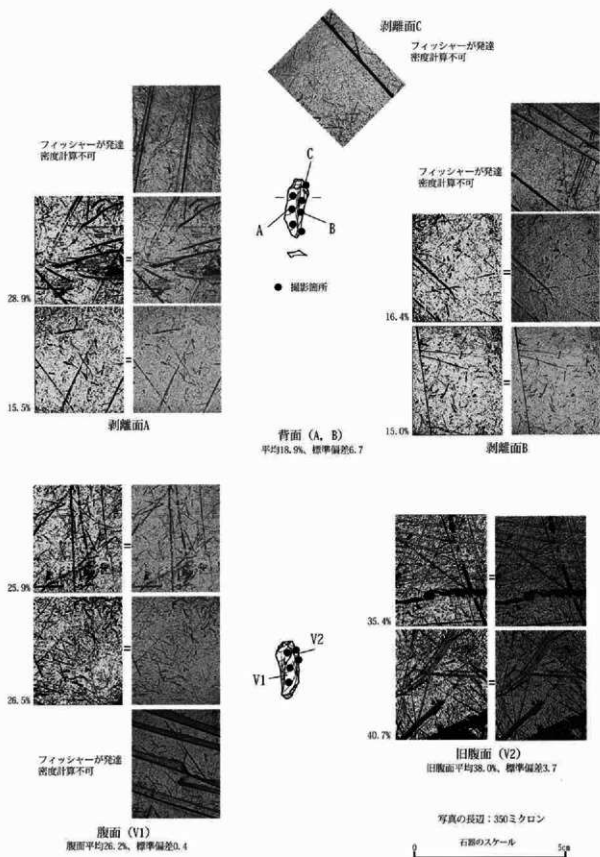 剥離面C
フィッシャーが発達
密度計算不可
フィッシャーが発達
密度計算不可
28.9%
=
15.5%
=
剥離面A
C
A
B
● 撮影箇所
背面 (A, B)
平均18.9%、標準偏差6.7
フィッシャーが発達
密度計算不可
16.4%
=
15.0%
=
剥離面B
25.9%
=
26.5%
=
フィッシャーが発達
密度計算不可
腹面 (V1)
腹面平均26.2%、標準偏差0.4
V2
V1
35.4%
=
40.7%
=
旧腹面 (V2)
旧腹面平均38.0%、標準偏差3.7
写真の長辺：350ミクロン
石器のスケール
0
5cm